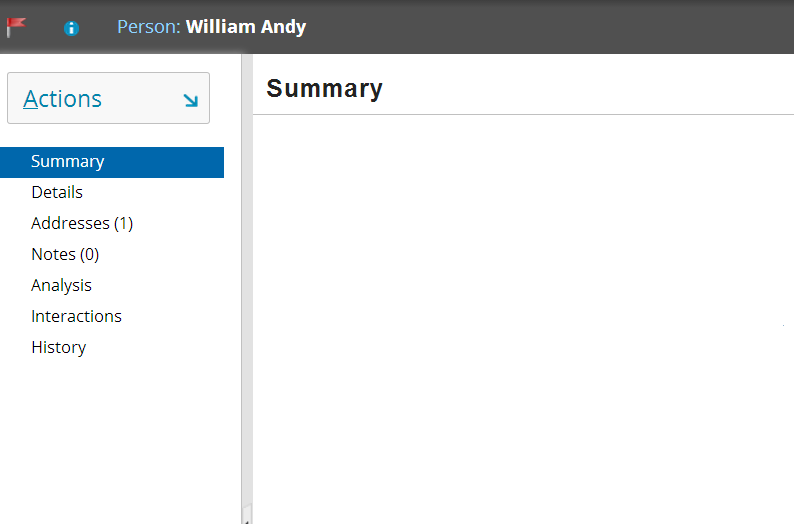 Person: William Andy
Actions
Summary
Details
Addresses (1)
Notes (0)
Analysis
Interactions
History
Summary